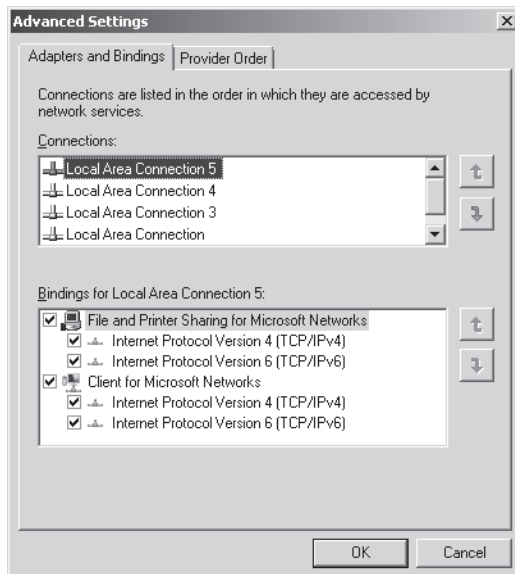 Advanced Settings
Adapters and Bindings
Provider Order
Connections are listed in the order in which they are accessed by
network services.
Connections:
Local Area Connection 5
Local Area Connection 4
Local Area Connection 3
Local Area Connection
Bindings for Local Area Connection 5:
File and Printer Sharing for Microsoft Networks
Internet Protocol Version 4 (TCP/IPv4)
Internet Protocol Version 6 (TCP/IPv6)
Client for Microsoft Networks
Internet Protocol Version 4 (TCP/IPv4)
Internet Protocol Version 6 (TCP/IPv6)
OK
Cancel